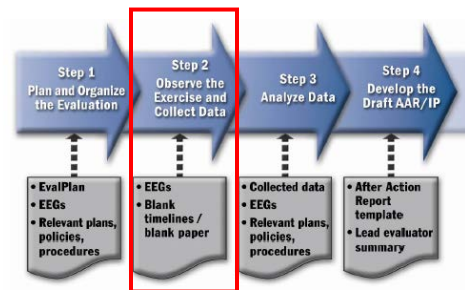 Step 1
Plan and Organize
the Evaluation
Step 2
Observe the
Exercise and
Collect Data
Step 3
Analyze Data
Step 4
Develop the
Draft AAR/IP
• EvalPlan
• EEGs
• Relevant plans,
policies,
procedures
• EEGs
• Blank
timelines /
blank paper
• Collected data
• EEGs
• Relevant plans,
policies,
procedures
• After Action
Report
template
• Lead evaluator
summary